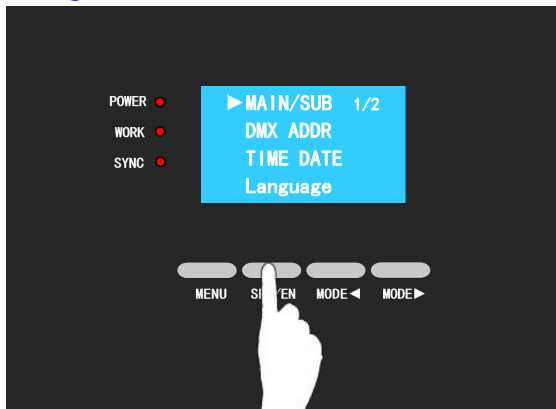 POWER
WORK
SYNC
►MAIN/SUB 1/2
DMX ADDR
TIME DATE
Language
MENU
MODE◄
MODE►